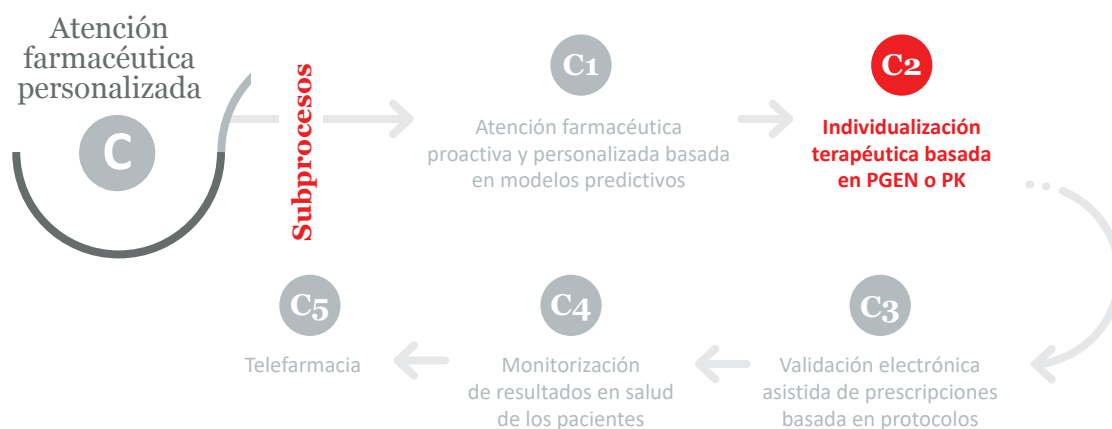 Atención
farmacéutica
personalizada
C
Subprocesos
C1
Atención farmacéutica
proactiva y personalizada basada
en modelos predictivos
C2
Individualización
terapéutica basada
en PGEN o PK
C3
Validación electrónica
asistida de prescripciones
basada en protocolos
C4
Monitorización
de resultados en salud
de los pacientes
C5
Telefarmacia